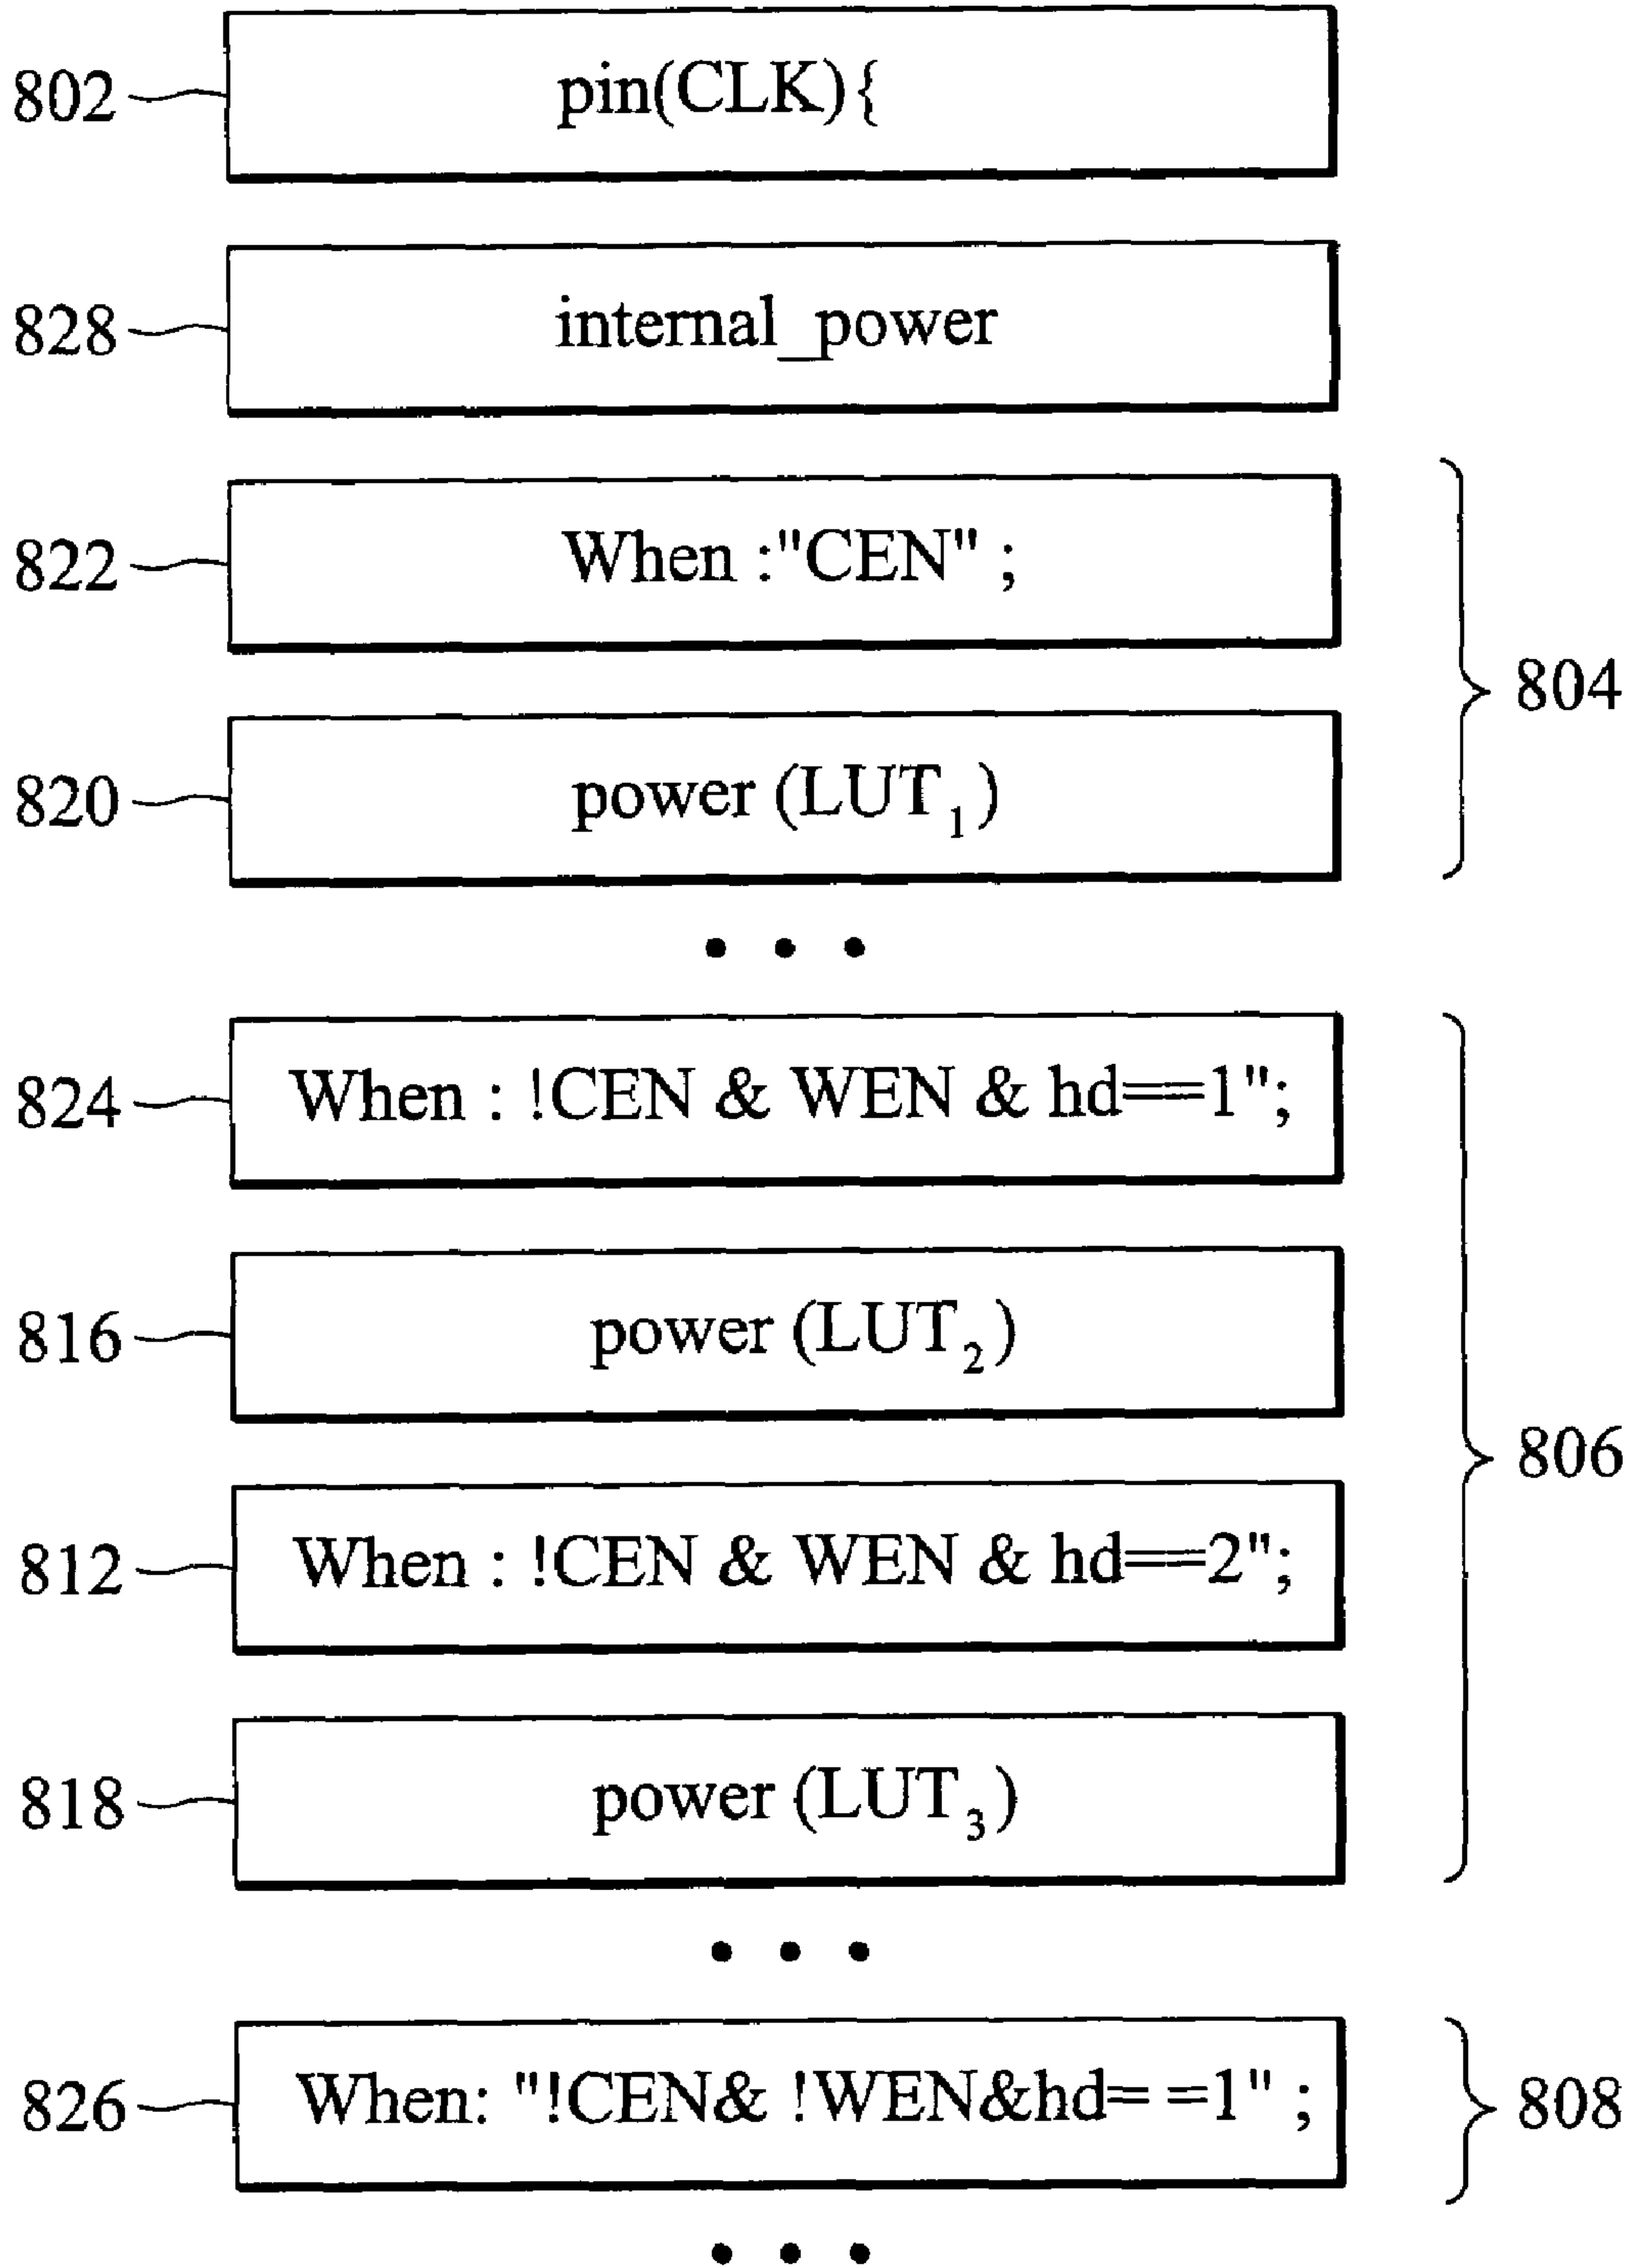 802 pin(CLK){
828 internal_power
822 When :"CEN" ;
804
820 power (LUT1)
• • •
824 When : !CEN & WEN & hd==1";
816 power (LUT2)
806
812 When : !CEN & WEN & hd==2";
818 power (LUT3)
• • •
826 When: "!CEN& !WEN&hd= =1" ;
808
• • •